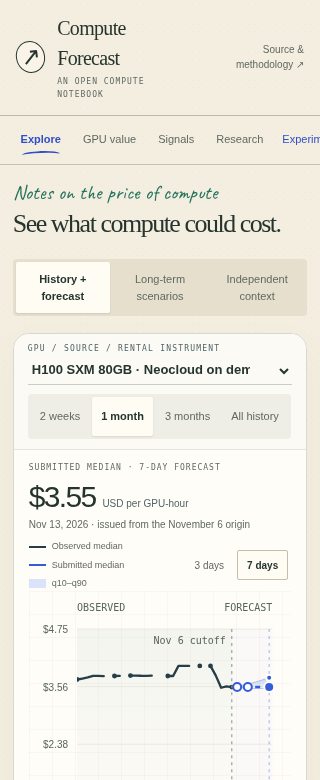 Compute
Forecast
AN OPEN COMPUTE
NOTEBOOK
Source &
methodology ↗
Explore GPU value Signals Research Experim
Notes on the price of compute
See what compute could cost.
History +
forecast
Long-term
scenarios
Independent
context
GPU / SOURCE / RENTAL INSTRUMENT
H100 SXM 80GB · Neocloud on den
2 weeks 1 month 3 months All history
SUBMITTED MEDIAN · 7-DAY FORECAST
$3.55 USD per GPU-hour
Nov 13, 2026 · issued from the November 6 origin
Observed median
Submitted median
q10–q90
3 days 7 days
OBSERVED FORECAST
$4.75
Nov 6 cutoff
$3.56
$2.38